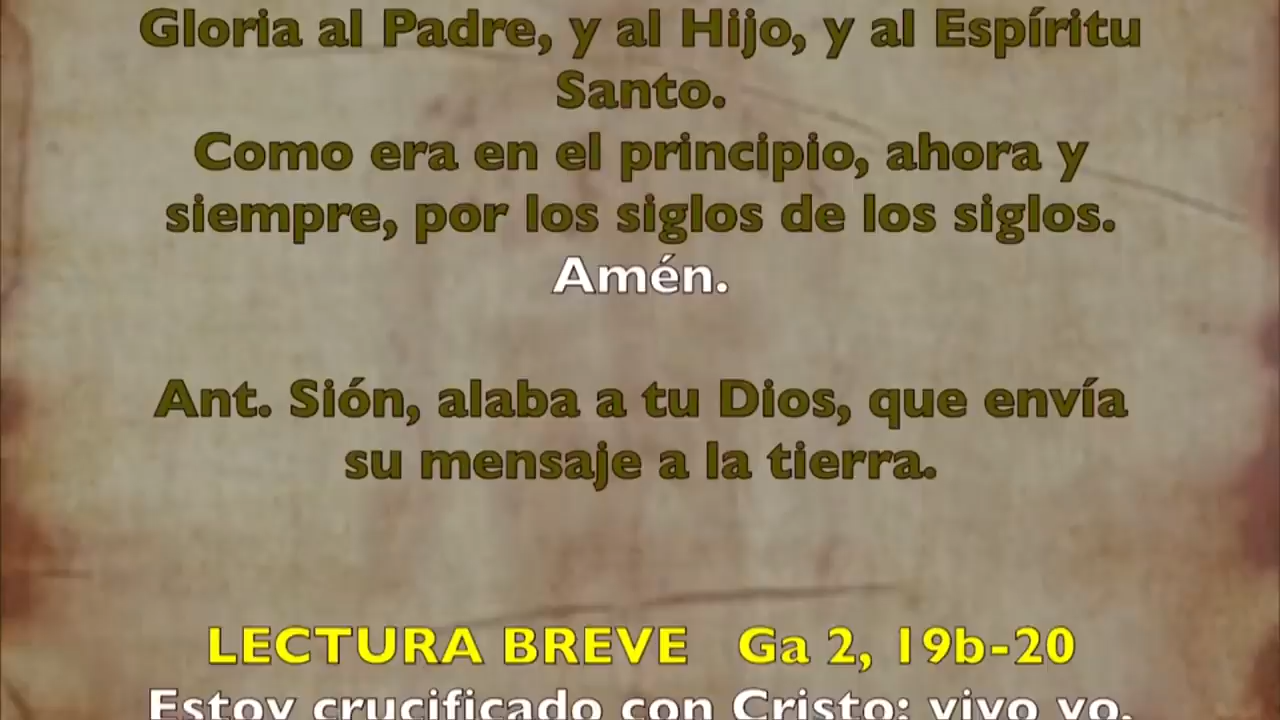 Gloria al Padre, y al Hijo, y al Espíritu
Santo.
Como era en el principio, ahora y
siempre, por los siglos de los siglos.
Amén.
Ant. Sión, alaba a tu Dios, que envía
su mensaje a la tierra.
LECTURA BREVE Ga 2, 19b-20
Estoy crucificado con Cristo: vivo yo,